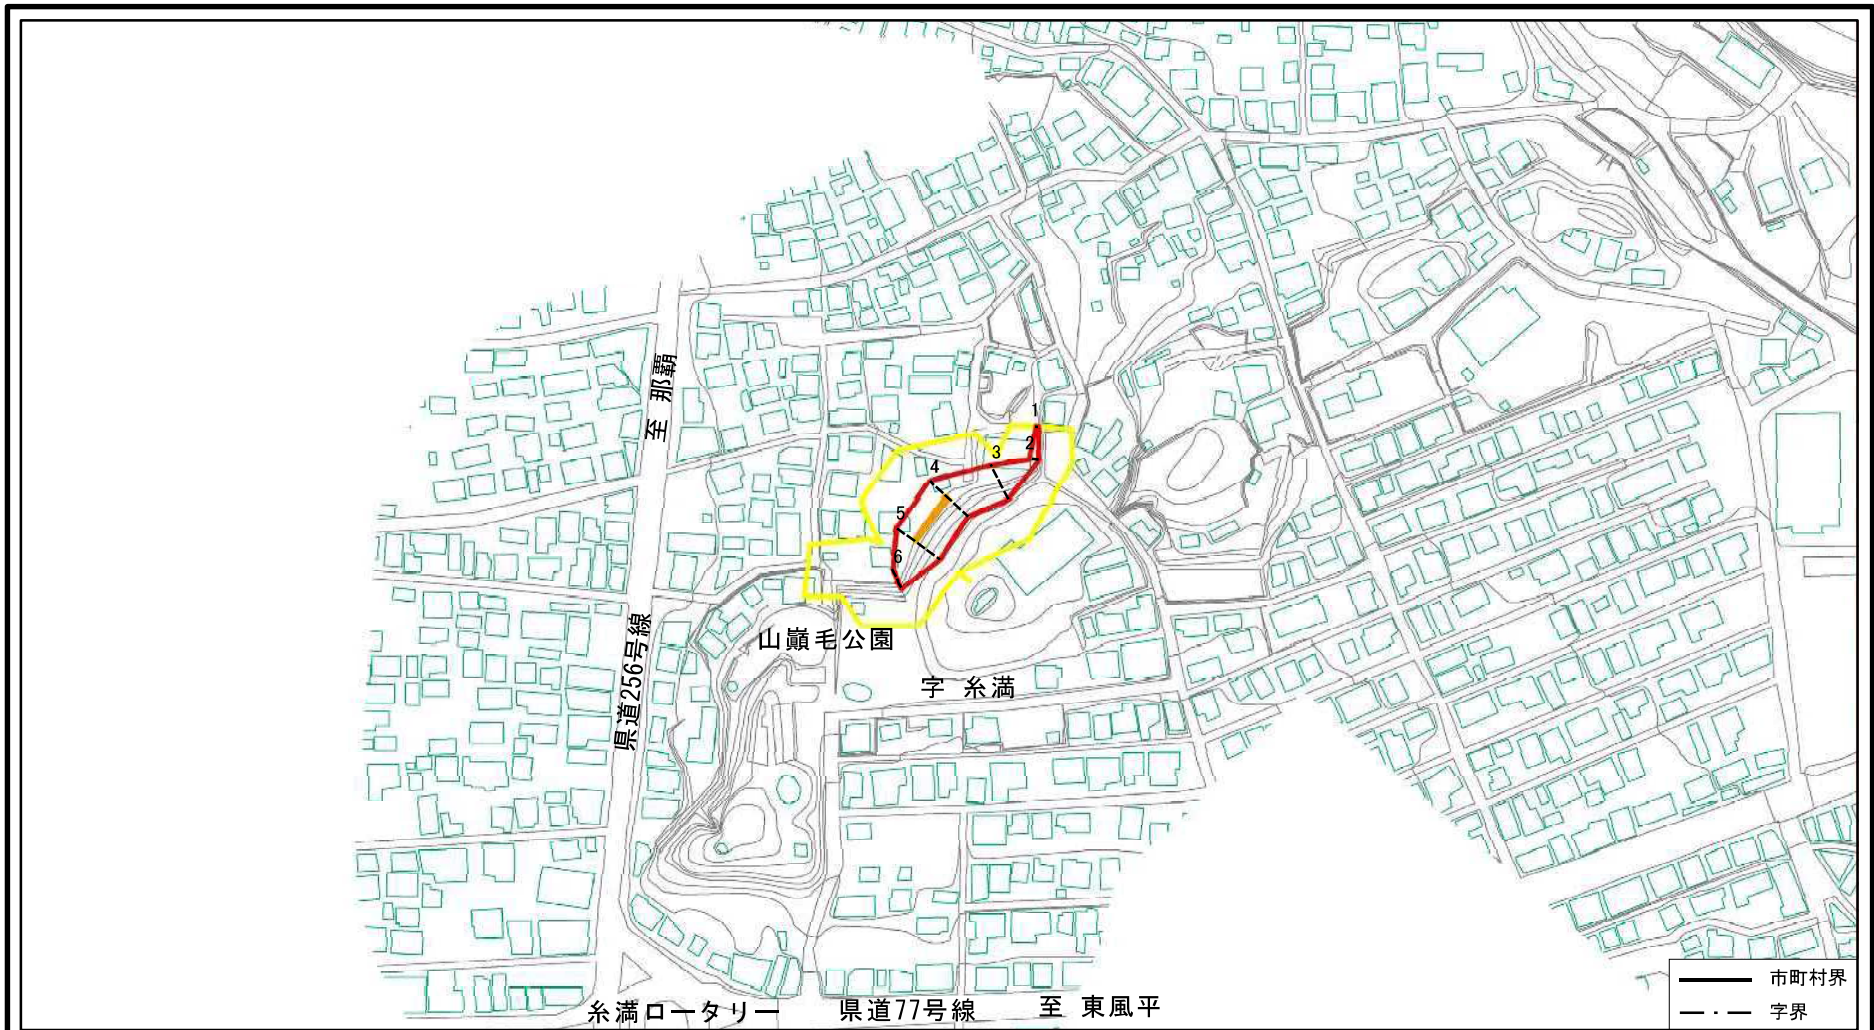 至 那覇
1
2
3
4
5
6
県道256号線
山巓毛公園
字 糸満
糸満ロータリー
県道77号線
至 東風平
市町村界
字界